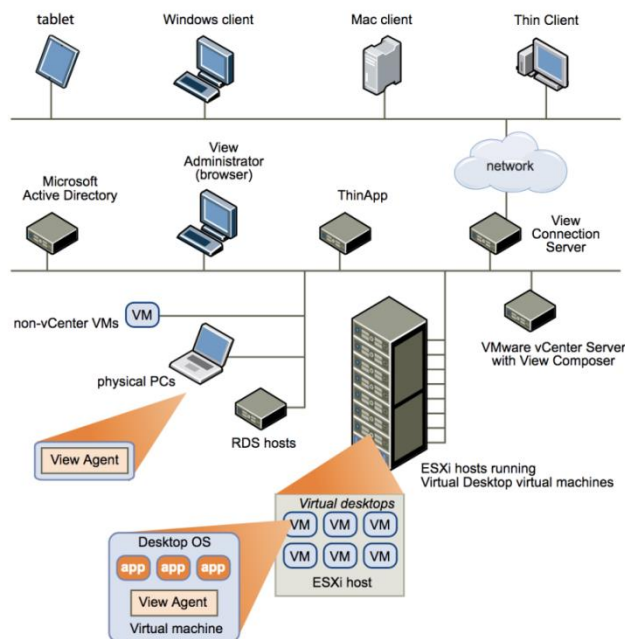 tablet
Windows client
Mac client
Thin Client
network
Microsoft
Active Directory
View
Administrator
(browser)
ThinApp
View
Connection
Server
non-vCenter VMs
VM
physical PCs
RDS hosts
VMware vCenter Server
with View Composer
View Agent
ESXi hosts running
Virtual Desktop virtual machines
Virtual desktops
VM VM VM
VM VM VM
ESXi host
Desktop OS
app app app
View Agent
Virtual machine